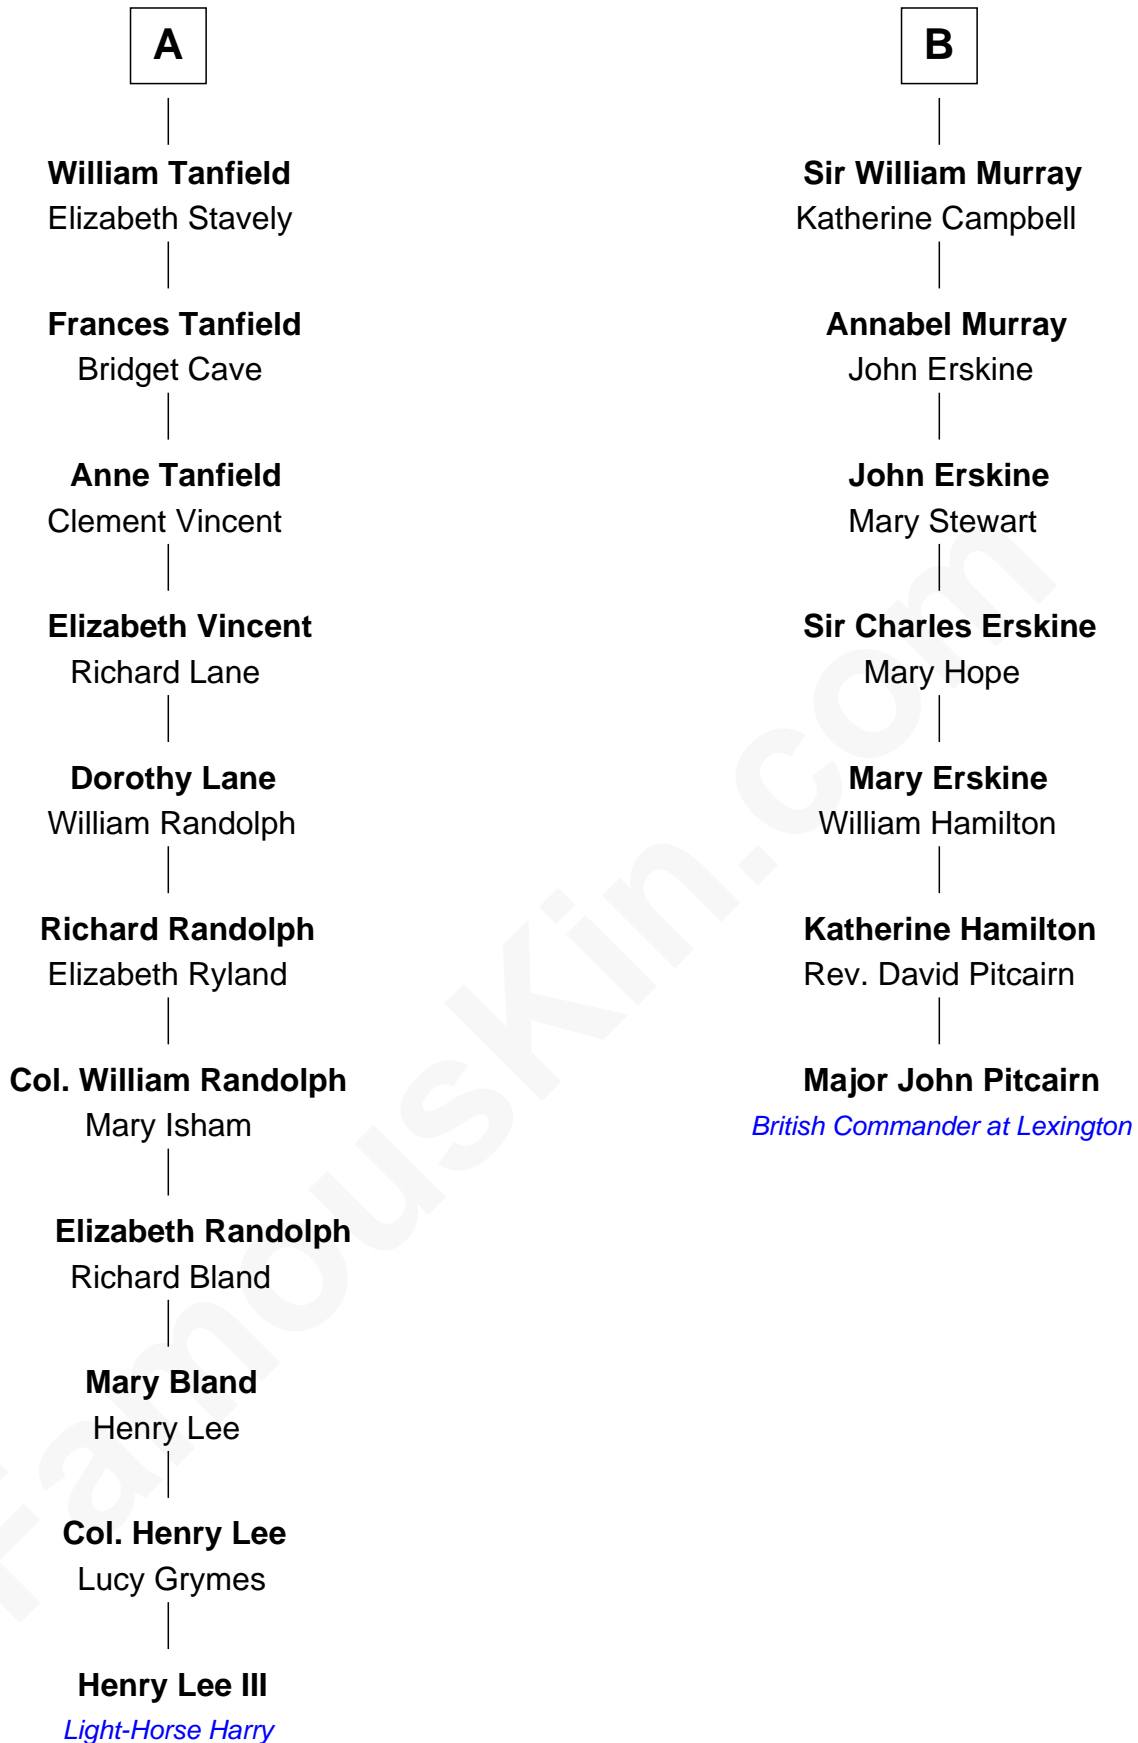 A
William Tanfield
Elizabeth Stavely
Frances Tanfield
Bridget Cave
Anne Tanfield
Clement Vincent
Elizabeth Vincent
Richard Lane
Dorothy Lane
William Randolph
Richard Randolph
Elizabeth Ryland
Col. William Randolph
Mary Isham
Elizabeth Randolph
Richard Bland
Mary Bland
Henry Lee
Col. Henry Lee
Lucy Grymes
Henry Lee III
Light-Horse Harry
B
Sir William Murray
Katherine Campbell
Annabel Murray
John Erskine
John Erskine
Mary Stewart
Sir Charles Erskine
Mary Hope
Mary Erskine
William Hamilton
Katherine Hamilton
Rev. David Pitcairn
Major John Pitcairn
British Commander at Lexington
FamousKin.com